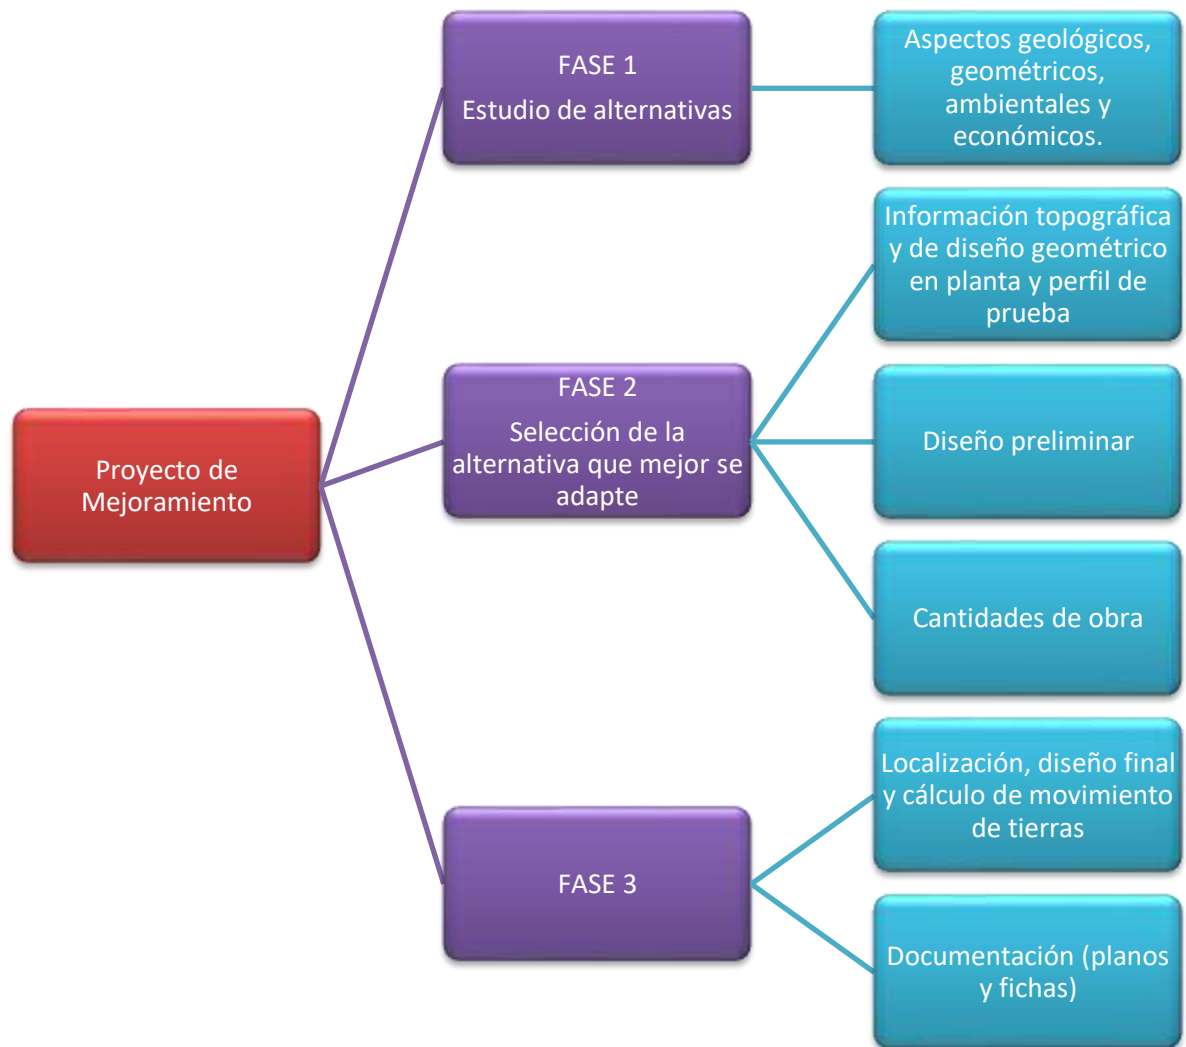 Proyecto de
Mejoramiento
FASE 1
Estudio de alternativas
Aspectos geológicos,
geométricos,
ambientales y
económicos.
FASE 2
Selección de la
alternativa que mejor se
adapte
Información topográfica
y de diseño geométrico
en planta y perfil de
prueba
Diseño preliminar
Cantidades de obra
FASE 3
Localización, diseño final
y cálculo de movimiento
de tierras
Documentación (planos
y fichas)